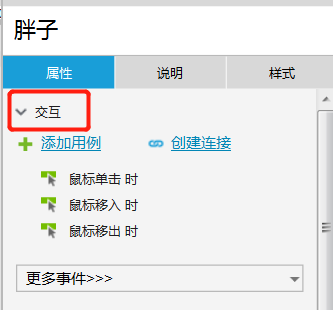 胖子
属性 说明 样式
交互
添加用例 创建连接
鼠标单击 时
鼠标移入 时
鼠标移出 时
更多事件>>>